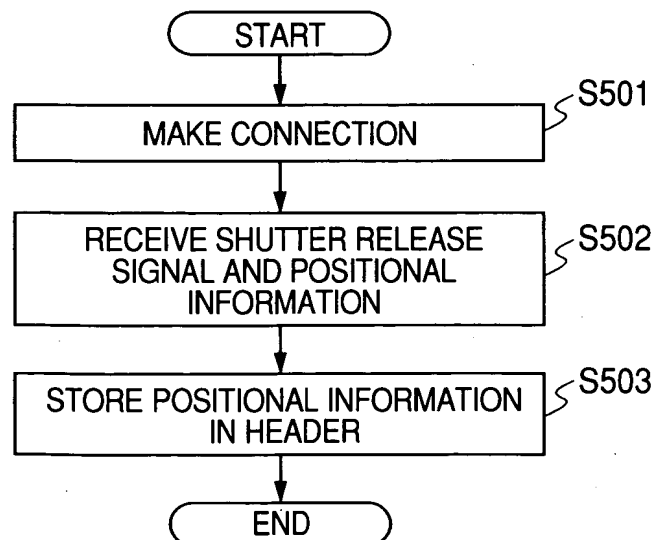 START
MAKE CONNECTION
S501
RECEIVE SHUTTER RELEASE
SIGNAL AND POSITIONAL
INFORMATION
S502
STORE POSITIONAL INFORMATION
IN HEADER
S503
END